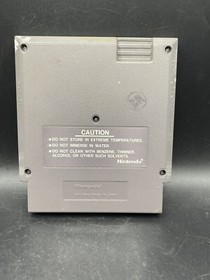 CAUTION
•DO NOT STORE IN EXTREME TEMPERATURES.
•DO NOT IMMERSE IN WATER.
•DO NOT CLEAN WITH BENZENE, THINNER,
ALCOHOL OR OTHER SUCH SOLVENTS.
Nintendo